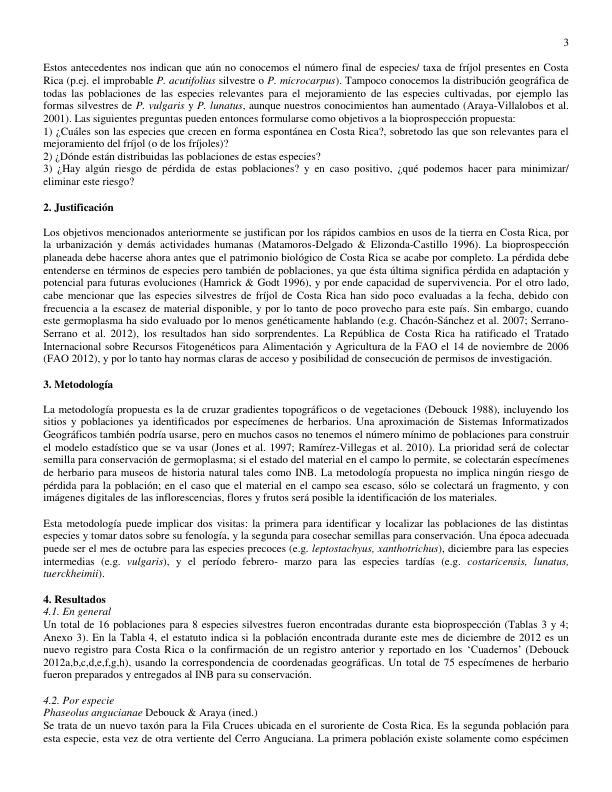 3
Estos antecedentes nos indican que aún no conocemos el número final de especies/ taxa de fríjol presentes en Costa
Rica (p.ej. el improbable P. acutifolius silvestre o P. microcarpus). Tampoco conocemos la distribución geográfica de
todas las poblaciones de las especies relevantes para el mejoramiento de las especies cultivadas, por ejemplo las
formas silvestres de P. vulgaris y P. lunatus, aunque nuestros conocimientos han aumentado (Araya-Villalobos et al.
2001). Las siguientes preguntas pueden entonces formularse como objetivos a la bioprospección propuesta:
1) ¿Cuáles son las especies que crecen en forma espontánea en Costa Rica?, sobretodo las que son relevantes para el
mejoramiento del fríjol (o de los fríjoles)?
2) ¿Dónde están distribuidas las poblaciones de estas especies?
3) ¿Hay algún riesgo de pérdida de estas poblaciones? y en caso positivo, ¿qué podemos hacer para minimizar/
eliminar este riesgo?
2. Justificación
Los objetivos mencionados anteriormente se justifican por los rápidos cambios en usos de la tierra en Costa Rica, por
la urbanización y demás actividades humanas (Matamoros-Delgado & Elizonda-Castillo 1996). La bioprospección
planeada debe hacerse ahora antes que el patrimonio biológico de Costa Rica se acabe por completo. La pérdida debe
entenderse en términos de especies pero también de poblaciones, ya que ésta última significa pérdida en adaptación y
potencial para futuras evoluciones (Hamrick & Godt 1996), y por ende capacidad de supervivencia. Por el otro lado,
cabe mencionar que las especies silvestres de fríjol de Costa Rica han sido poco evaluadas a la fecha, debido con
frecuencia a la escasez de material disponible, y por lo tanto de poco provecho para este país. Sin embargo, cuando
este germoplasma ha sido evaluado por lo menos genéticamente hablando (e.g. Chacón-Sánchez et al. 2007; Serrano-
Serrano et al. 2012), los resultados han sido sorprendentes. La República de Costa Rica ha ratificado el Tratado
Internacional sobre Recursos Fitogenéticos para Alimentación y Agricultura de la FAO el 14 de noviembre de 2006
(FAO 2012), y por lo tanto hay normas claras de acceso y posibilidad de consecución de permisos de investigación.
3. Metodología
La metodología propuesta es la de cruzar gradientes topográficos o de vegetaciones (Debouck 1988), incluyendo los
sitios y poblaciones ya identificados por especímenes de herbarios. Una aproximación de Sistemas Informatizados
Geográficos también podría usarse, pero en muchos casos no tenemos el número mínimo de poblaciones para construir
el modelo estadístico que se va usar (Jones et al. 1997; Ramírez-Villegas et al. 2010). La prioridad será de colectar
semilla para conservación de germoplasma; si el estado del material en el campo lo permite, se colectarán especímenes
de herbario para museos de historia natural tales como INB. La metodología propuesta no implica ningún riesgo de
pérdida para la población; en el caso que el material en el campo sea escaso, sólo se colectará un fragmento, y con
imágenes digitales de las inflorescencias, flores y frutos será posible la identificación de los materiales.
Esta metodología puede implicar dos visitas: la primera para identificar y localizar las poblaciones de las distintas
especies y tomar datos sobre su fenología, y la segunda para cosechar semillas para conservación. Una época adecuada
puede ser el mes de octubre para las especies precoces (e.g. leptostachyus, xanthotrichus), diciembre para las especies
intermedias (e.g. vulgaris), y el período febrero- marzo para las especies tardías (e.g. costaricensis, lunatus,
tuerckheimii).
4. Resultados
4.1. En general
Un total de 16 poblaciones para 8 especies silvestres fueron encontradas durante esta bioprospección (Tablas 3 y 4;
Anexo 3). En la Tabla 4, el estatuto indica si la población encontrada durante este mes de diciembre de 2012 es un
nuevo registro para Costa Rica o la confirmación de un registro anterior y reportado en los ‘Cuadernos’ (Debouck
2012a,b,c,d,e,f,g,h), usando la correspondencia de coordenadas geográficas. Un total de 75 especímenes de herbario
fueron preparados y entregados al INB para su conservación.
4.2. Por especie
Phaseolus angucianae Debouck & Araya (ined.)
Se trata de un nuevo taxón para la Fila Cruces ubicada en el suroriente de Costa Rica. Es la segunda población para
esta especie, esta vez de otra vertiente del Cerro Anguciana. La primera población existe solamente como espécimen